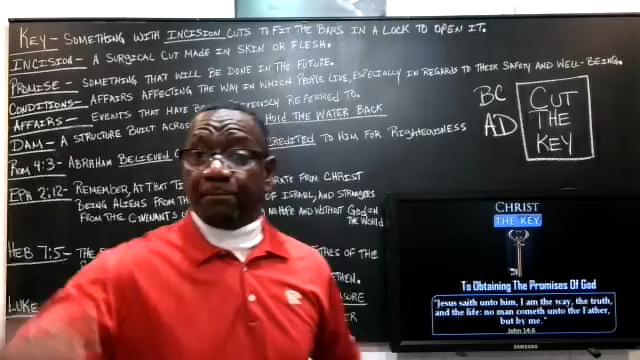 KEY- SOMETHING WITH INCISION CUTS TO FIT THE BARS IN A LOCK TO OPEN IT.
INCISION- A SURGICAL CUT MADE IN SKIN OR FLESH.
PROMISE- SOMETHING THAT WILL BE DONE IN THE FUTURE.
CONDITIONS- AFFAIRS AFFECTING THE WAY IN WHICH PEOPLE LIVE, ESPECIALLY IN REGARDS TO THEIR SAFETY AND WELL-BEING.
AFFAIRS- EVENTS THAT HAVE REFERRED TO.
DAM- A STRUCTURE BUILT HOLD THE WATER BACK
ROM 4:3- ABRAHAM BELIEVED CREDITED TO HIM FOR RIGHTEOUSNESS
EPH 2:12- REMEMBER, AT THAT FROM CHRIST
BEING ALIENS FROM OF ISRAEL, AND STRANGERS
FROM THE COVENANTS NO HOPE AND WITHOUT GOD IN
THE WORLD
HEB 7:5- THE OF THE
LUKE
BC
AD
CUT
THE
KEY
CHRIST
THE KEY
To Obtaining The Promises Of God
"Jesus saith unto him, I am the way, the truth,
and the life: no man cometh unto the Father,
but by me."
John 14:6
SAMSUNG